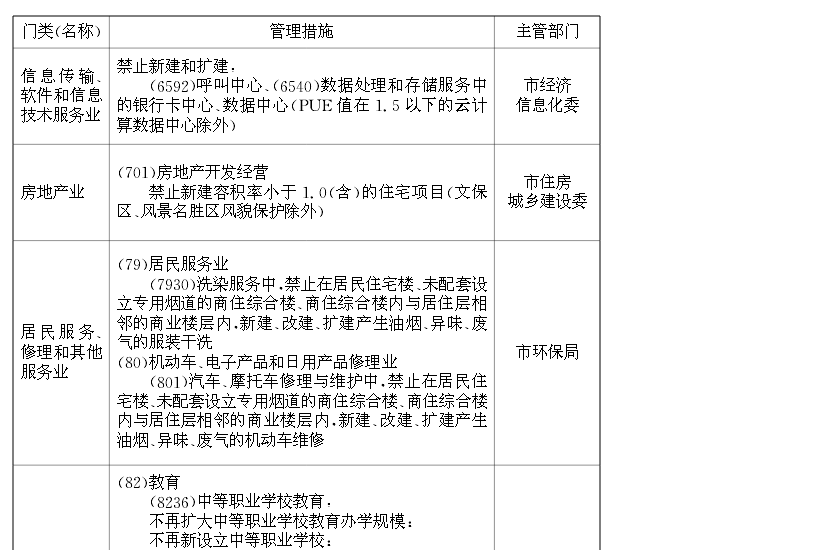 门类(名称)
管理措施
主管部门
信息传输、
软件和信息
技术服务业
禁止新建和扩建,
(6592)呼叫中心、(6540)数据处理和存储服务中
的银行卡中心、数据中心(PUE 值在 1.5 以下的云计
算数据中心除外)
市经济
信息化委
房地产业
(701)房地产开发经营
禁止新建容积率小于 1.0(含)的住宅项目(文保
区、风景名胜区风貌保护除外)
市住房
城乡建设委
居民服务、
修理和其他
服务业
(79)居民服务业
(7930)洗染服务中,禁止在居民住宅楼、未配套设
立专用烟道的商住综合楼、商住综合楼内与居住层相
邻的商业楼层内,新建、改建、扩建产生油烟、异味、废
气的服装干洗
(80)机动车、电子产品和日用产品修理业
(801)汽车、摩托车修理与维护中,禁止在居民住
宅楼、未配套设立专用烟道的商住综合楼、商住综合楼
内与居住层相邻的商业楼层内,新建、改建、扩建产生
油烟、异味、废气的机动车维修
市环保局
(82)教育
(8236)中等职业学校教育,
不再扩大中等职业学校教育办学规模;
不再新设立中等职业学校;